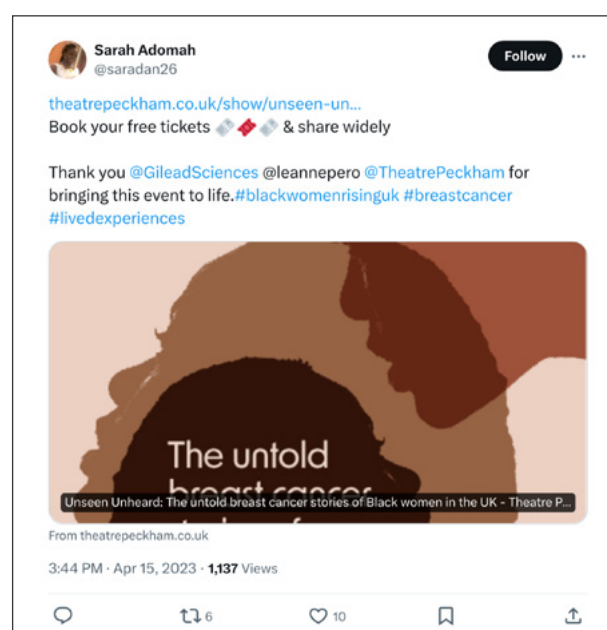 Sarah Adomah
@saradan26
Follow
theatrepeckham.co.uk/show/unseen-un...
Book your free tickets & share widely
Thank you @GileadSciences @leannepero @TheatrePeckham for
bringing this event to life.#blackwomenrisinguk #breastcancer
#livedexperiences
The untold
breast cancer
Unseen Unheard: The untold breast cancer stories of Black women in the UK - Theatre P...
From theatrepeckham.co.uk
3:44 PM · Apr 15, 2023 · 1,137 Views
6
10